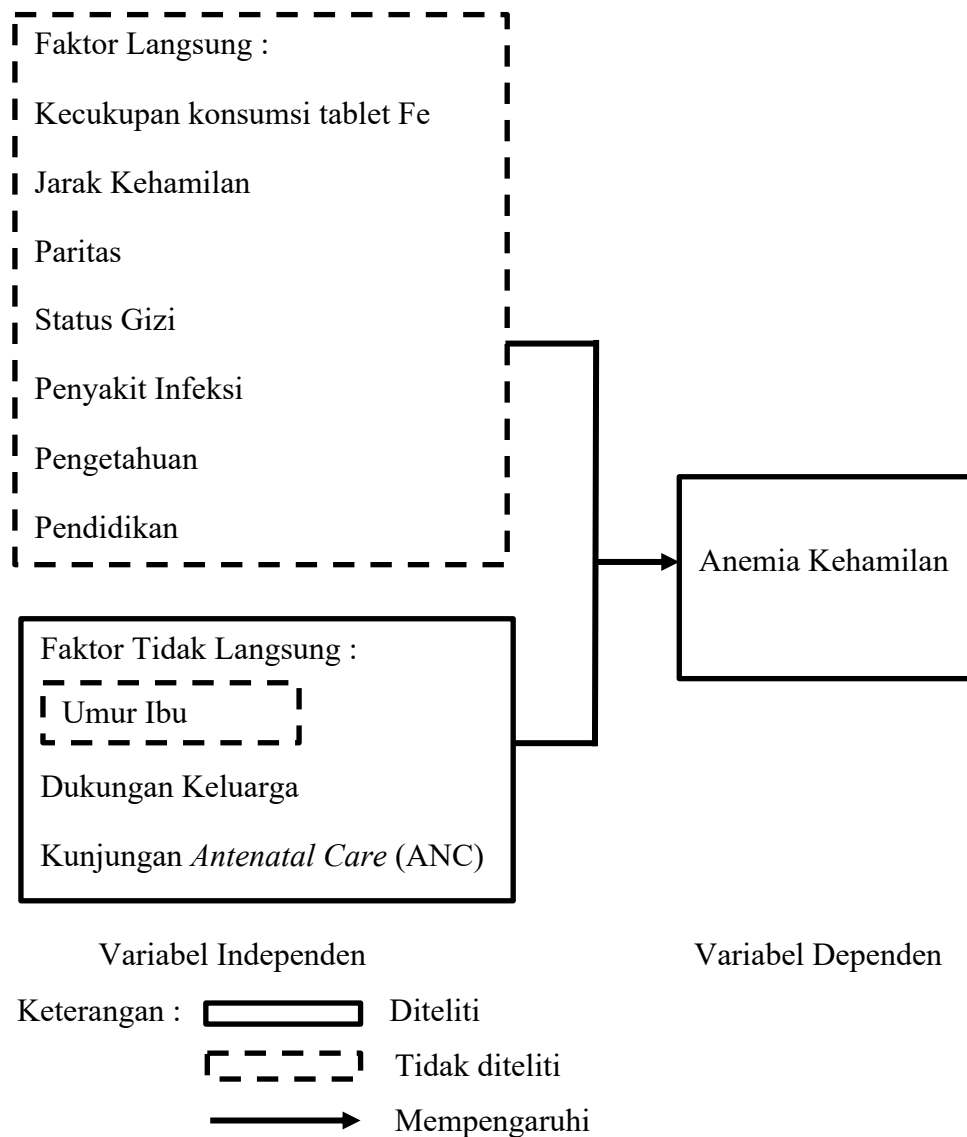 Faktor Langsung :
Kecukupan konsumsi tablet Fe
Jarak Kehamilan
Paritas
Status Gizi
Penyakit Infeksi
Pengetahuan
Pendidikan
Anemia Kehamilan
Faktor Tidak Langsung :
Umur Ibu
Dukungan Keluarga
Kunjungan Antenatal Care (ANC)
Variabel Independen
Variabel Dependen
Keterangan :
Diteliti
Tidak diteliti
Mempengaruhi